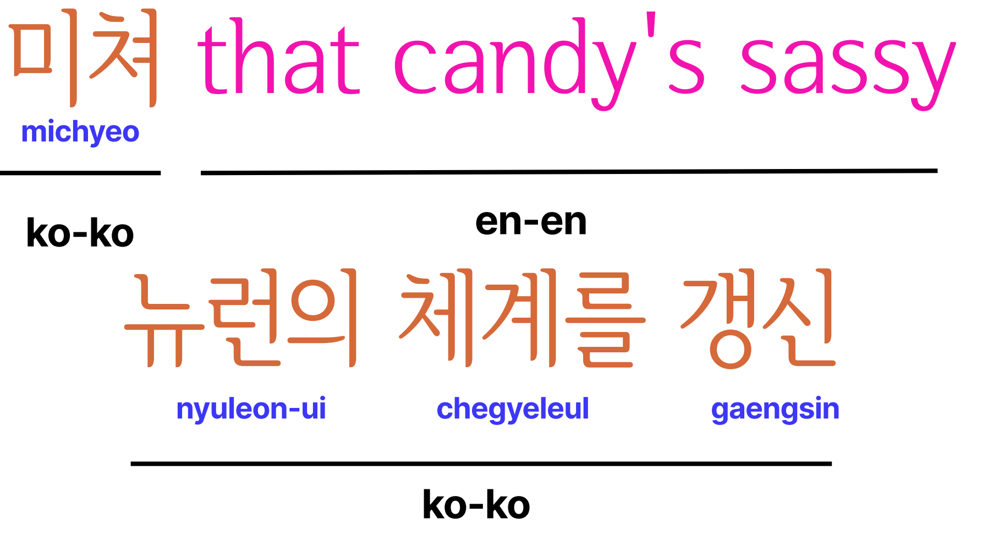 미쳐 that candy's sassy
michyeo
ko-ko en-en
뉴런의 체계를 갱신
nyuleon-ui chegyeleul gaengsin
ko-ko